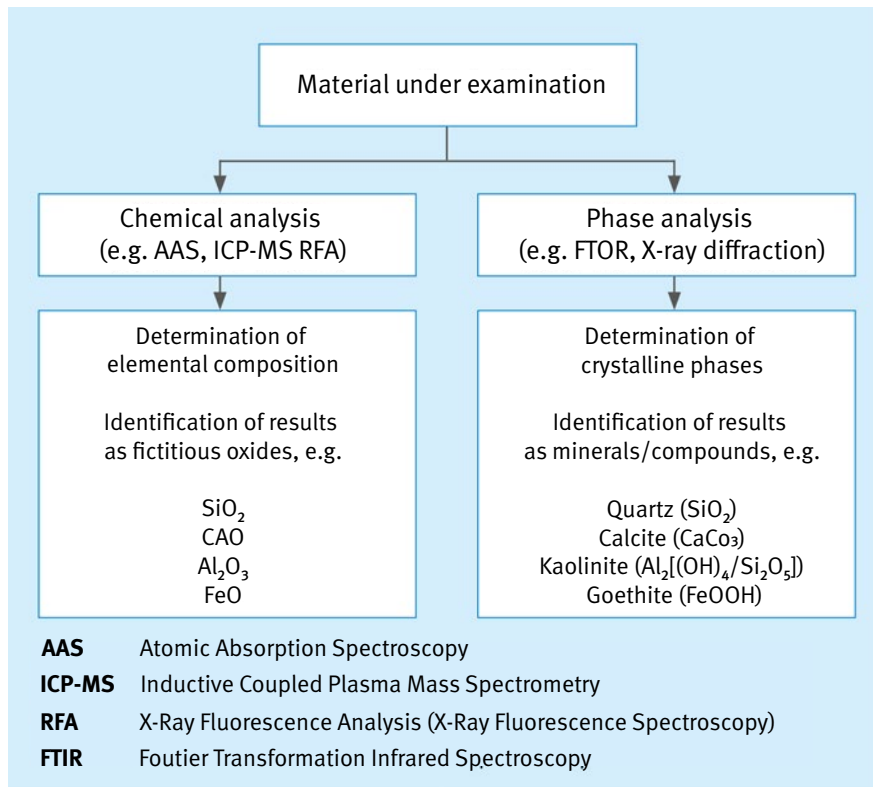 Material under examination
Chemical analysis
(e.g. AAS, ICP-MS RFA)
Determination of
elemental composition
Identification of results
as fictitious oxides, e.g.
SiO₂
CAO
Al₂O₃
FeO
Phase analysis
(e.g. FTOR, X-ray diffraction)
Determination of
crystalline phases
Identification of results
as minerals/compounds, e.g.
Quartz (SiO₂)
Calcite (CaCo₃)
Kaolinite (Al₂[(OH)₄/Si₂O₅])
Goethite (FeOOH)
AAS Atomic Absorption Spectroscopy
ICP-MS Inductive Coupled Plasma Mass Spectrometry
RFA X-Ray Fluorescence Analysis (X-Ray Fluorescence Spectroscopy)
FTIR Foutier Transformation Infrared Spectroscopy